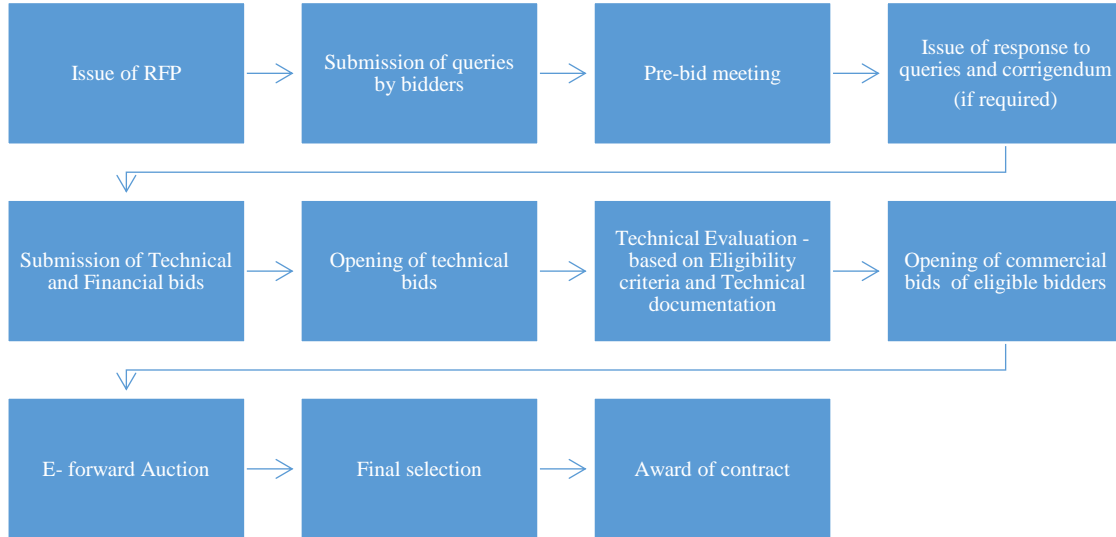 Issue of RFP
Submission of queries
by bidders
Pre-bid meeting
Issue of response to
queries and corrigendum
(if required)
Submission of Technical
and Financial bids
Opening of technical
bids
Technical Evaluation -
based on Eligibility
criteria and Technical
documentation
Opening of commercial
bids of eligible bidders
E- forward Auction
Final selection
Award of contract